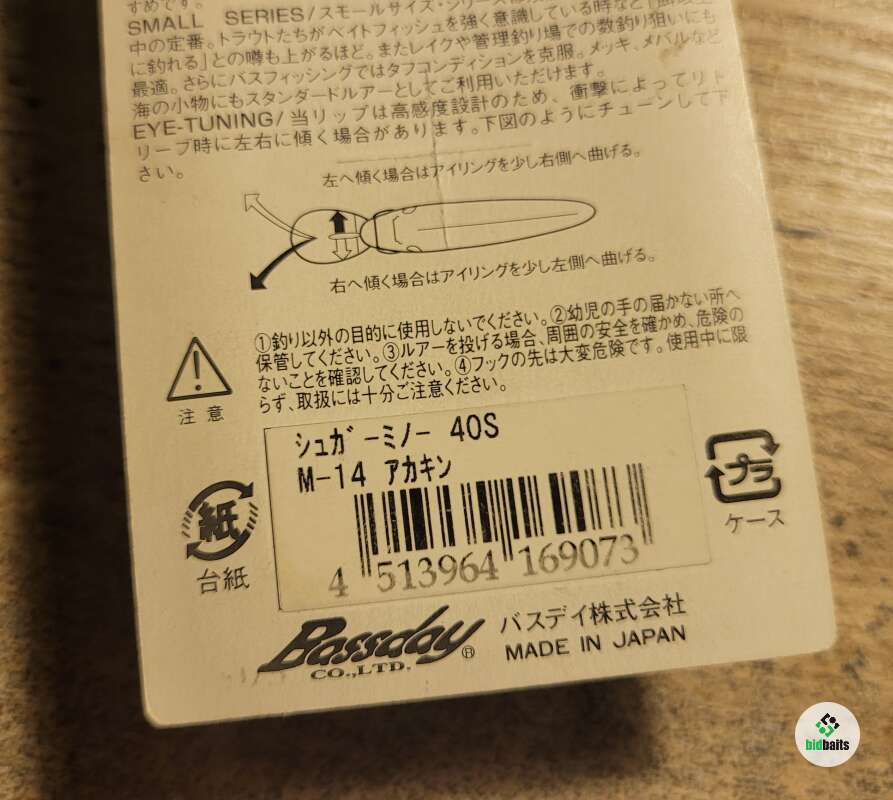 すめです。
SMALL SERIES/スモールサイズ・シリーズは
中の定番。トラウトたちがベイトフィッシュを強く意識している時など
に釣れる」との噂も上がるほど。またレイクや管理釣り場での数釣り狙いにも
最適。さらにバスフィッシングではタフコンディションを克服。メッキ、メバルなど
海の小物にもスタンダードルアーとしてご利用いただけます。
EYE-TUNING/当リップは高感度設計のため、衝撃によってリト
リーブ時に左右に傾く場合があります。下図のようにチューンして下
さい。
左へ傾く場合はアイリングを少し右側へ曲げる。
右へ傾く場合はアイリングを少し左側へ曲げる。
注意
①釣り以外の目的に使用しないでください。②幼児の手の届かない所へ
保管してください。③ルアーを投げる場合、周囲の安全を確かめ、危険の
ないことを確認してください。④フックの先は大変危険です。使用中に限
らず、取扱には十分ご注意ください。
シュガーミノー 40S
M-14 アカキン
4 513964 169073
紙
台紙
プラ
ケース
Bassday ®
CO.,LTD.
バスデイ株式会社
MADE IN JAPAN
bidbaits